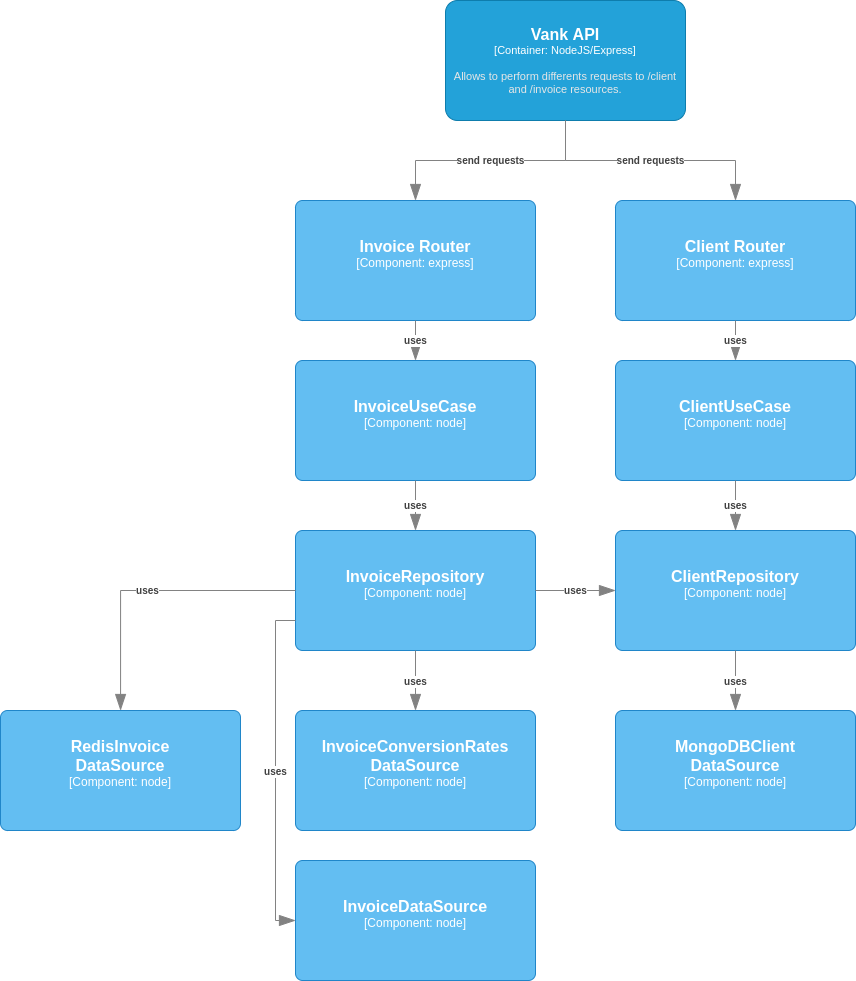 Vank API
[Container: NodeJS/Express]
Allows to perform differents requests to /client
and /invoice resources.
send requests
send requests
Invoice Router
[Component: express]
Client Router
[Component: express]
uses
uses
InvoiceUseCase
[Component: node]
ClientUseCase
[Component: node]
uses
uses
InvoiceRepository
[Component: node]
uses
ClientRepository
[Component: node]
uses
uses
uses
RedisInvoice
DataSource
[Component: node]
InvoiceConversionRates
DataSource
[Component: node]
MongoDBClient
DataSource
[Component: node]
uses
InvoiceDataSource
[Component: node]